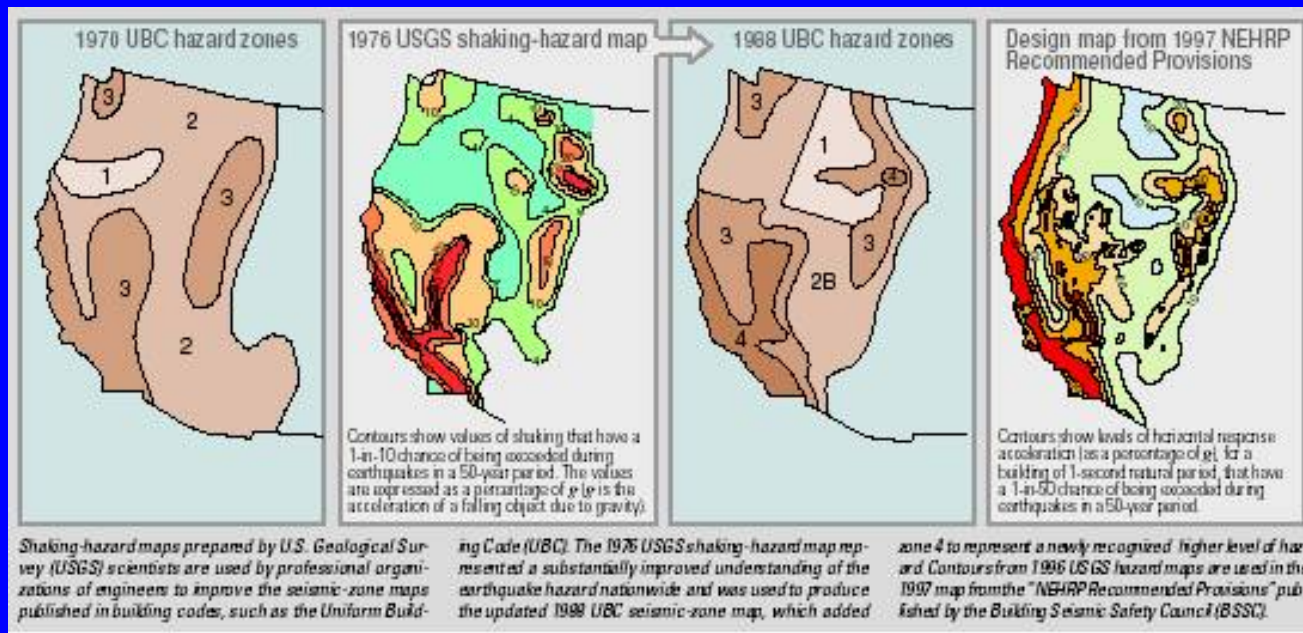 1970 UBC hazard zones
3
2
1
3
3
2
1976 USGS shaking-hazard map
Contours show values of shaking that have a
1-in-10 chance of being exceeded during
earthquakes in a 50-year period. The values
are expressed as a percentage of g (g is the
acceleration of a falling object due to gravity).
1988 UBC hazard zones
3
1
4
3
3
2B
4
Design map from 1997 NEHRP
Recommended Provisions
Contours show levels of horizontal response
acceleration (as a percentage of g), for a
building of 1-second natural period, that have
a 1-in-50 chance of being exceeded during
earthquakes in a 50-year period.
Shaking-hazard maps prepared by U.S. Geological Sur-
vey (USGS) scientists are used by professional organi-
zations of engineers to improve the seismic-zone maps
published in building codes, such as the Uniform Build-
ing Code (UBC). The 1976 USGS shaking-hazard map rep-
resented a substantially improved understanding of the
earthquake hazard nationwide and was used to produce
the updated 1988 UBC seismic-zone map, which added
zone 4 to represent a newly recognized higher level of haz
ard Contours from 1996 USGS hazard maps are used in the
1997 map from the "NEHRP Recommended Provisions" pub
lished by the Building Seismic Safety Council (BSSC).